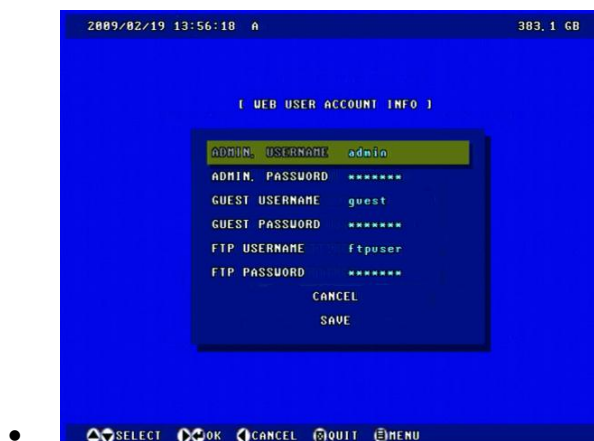 2009/02/19 13:56:18 A 383.1 GB
[ WEB USER ACCOUNT INFO ]
ADMIN. USERNAME admin
ADMIN. PASSWORD *******
GUEST USERNAME guest
GUEST PASSWORD *******
FTP USERNAME ftpuser
FTP PASSWORD *******
CANCEL
SAVE
SELECT OK CANCEL QUIT MENU